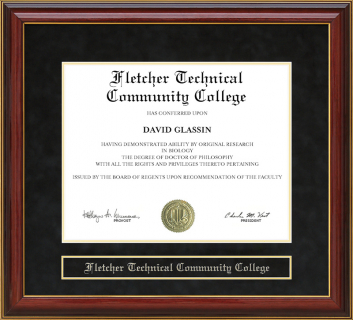 Fletcher Technical
Community College
HAS CONFERRED UPON
DAVID GLASSIN
HAVING DEMONSTRATED ABILITY BY ORIGINAL RESEARCH
IN BIOLOGY
THE DEGREE OF DOCTOR OF PHILOSOPHY
WITH ALL THE RIGHTS AND PRIVILEGES THERETO PERTAINING
ISSUED BY THE BOARD OF REGENTS UPON RECOMMENDATION OF THE FACULTY
PROVOST
PRESIDENT
Fletcher Technical Community College